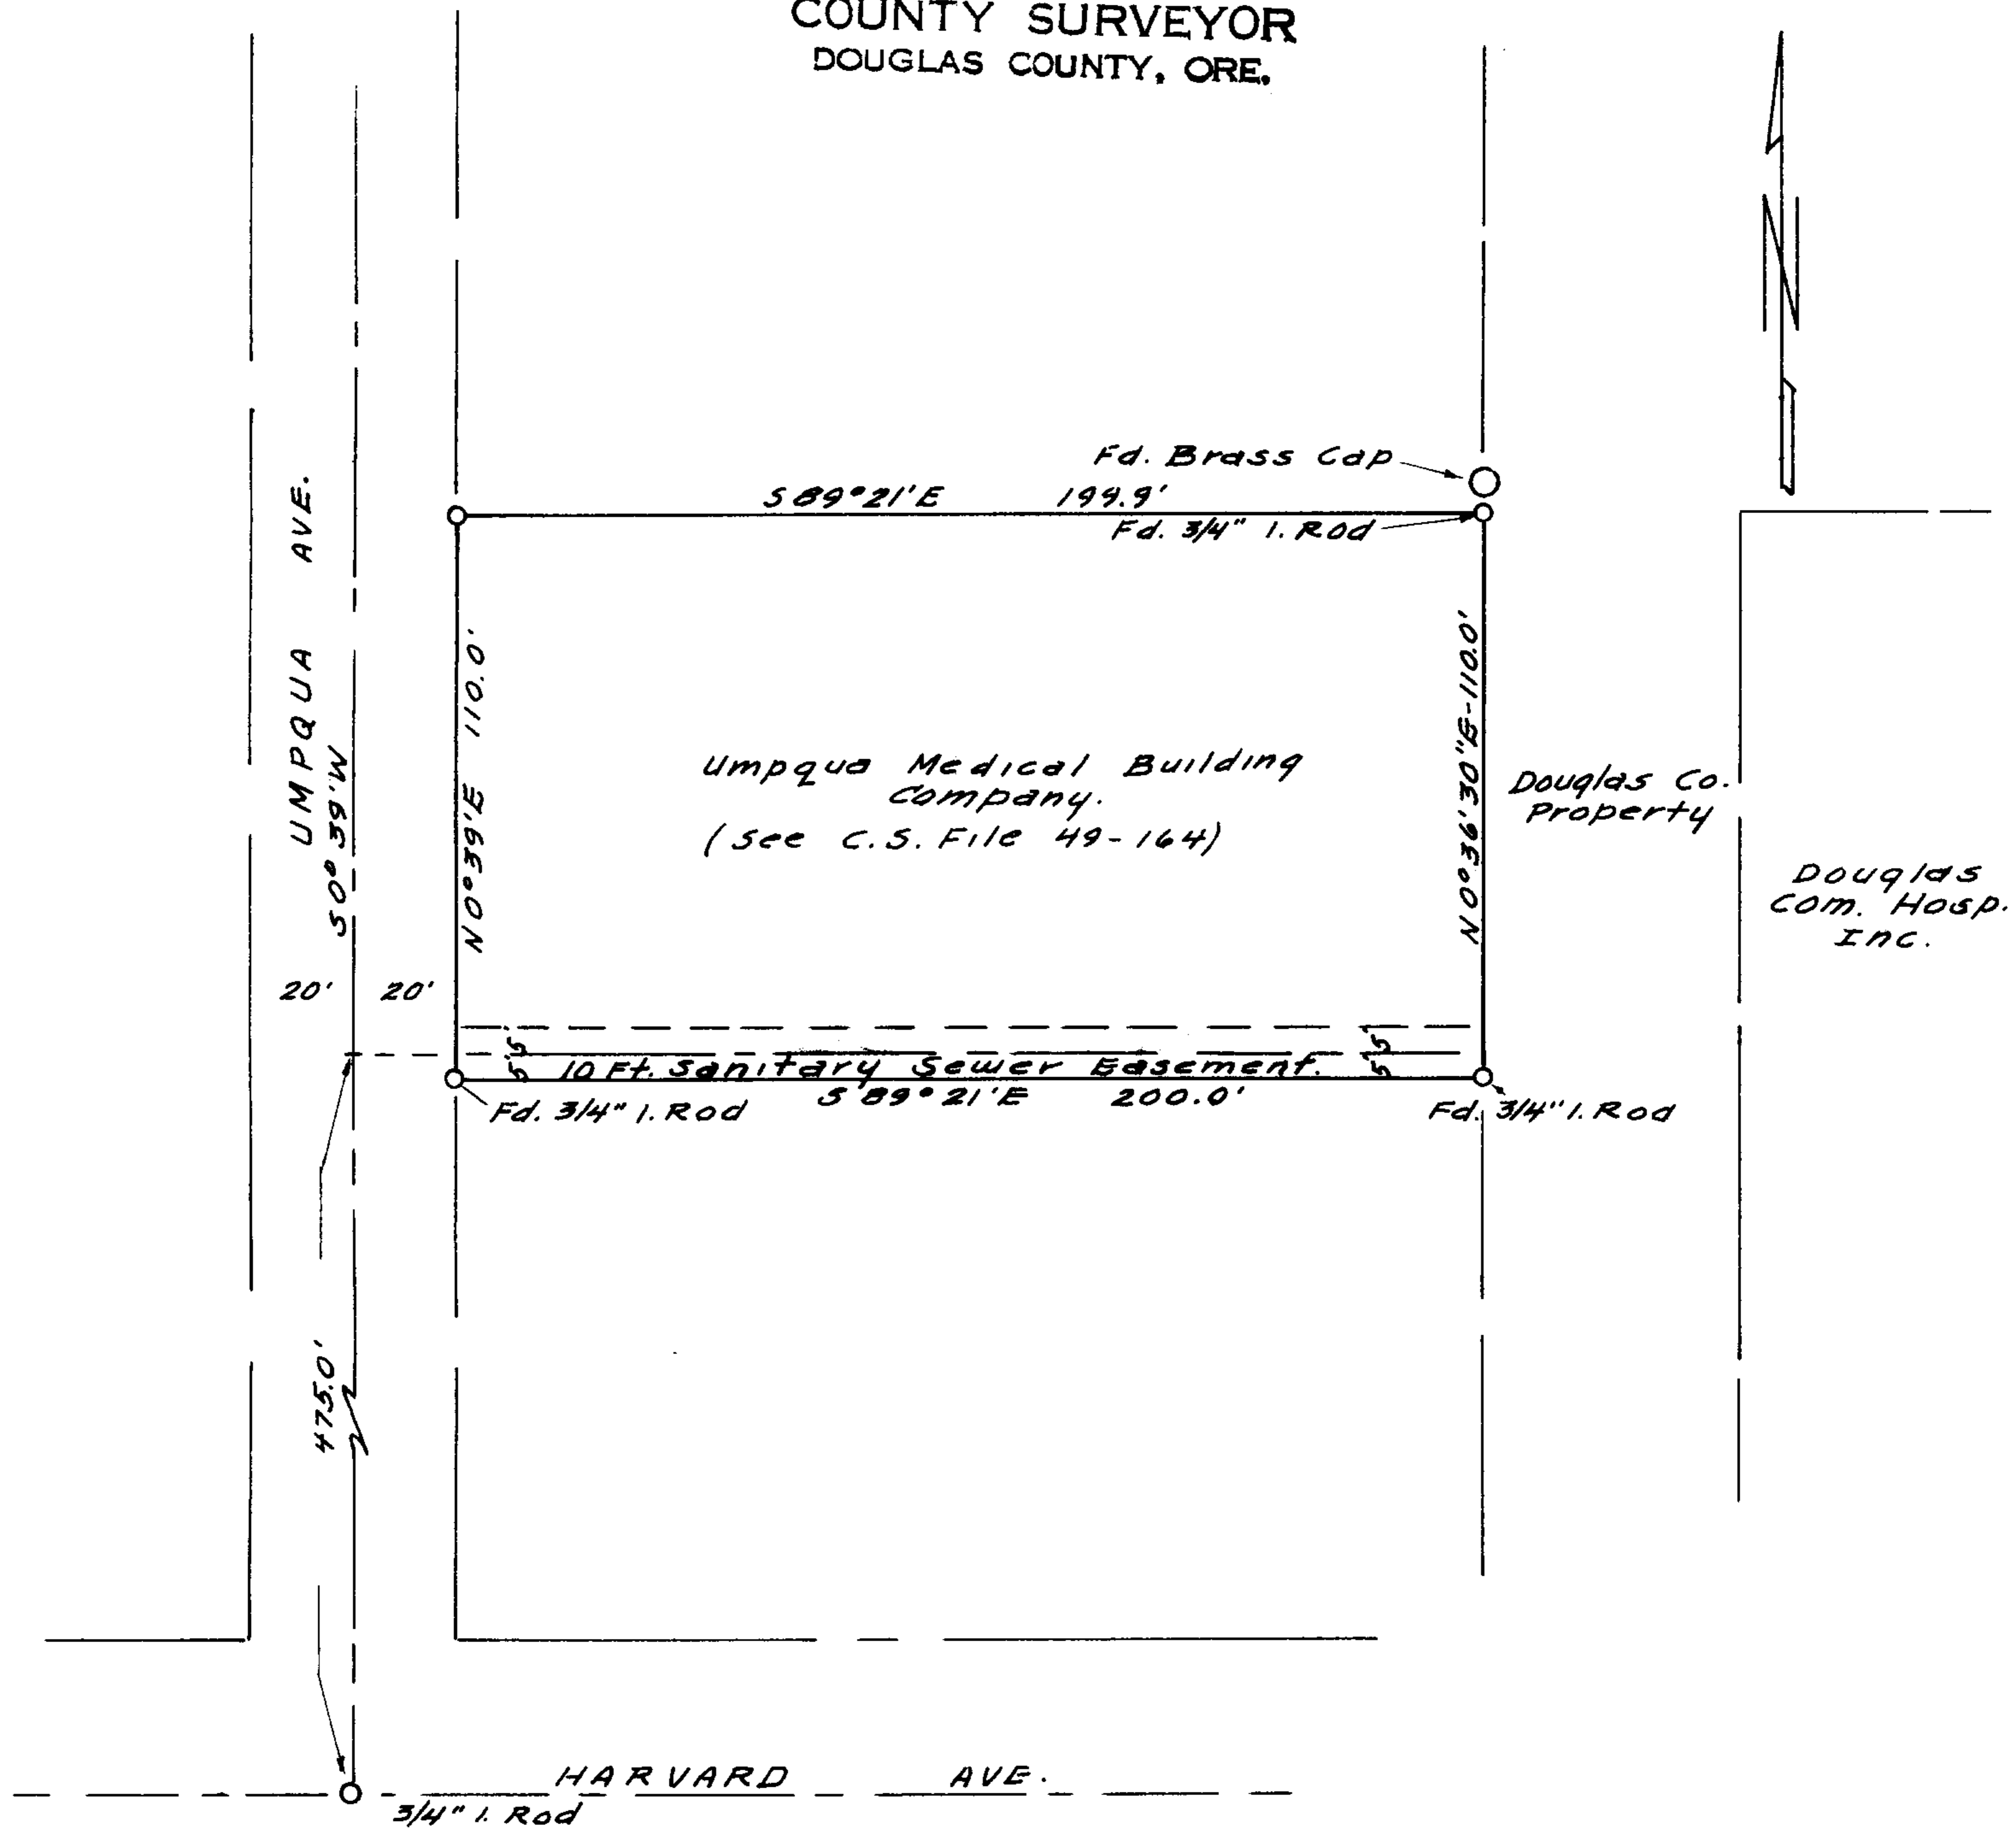 COUNTY SURVEYOR
DOUGLAS COUNTY, ORE.
Fd. Brass Cap
S 89° 21' E 199.9'
Fd. 3/4" I. Rod
UMPQUA AVE.
S 0° 39' W
N 0° 39' E 110.0'
N 0° 36' 30" E - 110.0'
Umpqua Medical Building
Company.
(See C.S. File 49-164)
Douglas Co.
Property
Douglas
Com. Hosp.
Inc.
20' 20'
5' 5'
10 Ft. Sanitary Sewer Easement.
5' 5'
S 89° 21' E 200.0'
Fd. 3/4" I. Rod
Fd. 3/4" I. Rod
475.0'
HARVARD AVE.
3/4" I. Rod